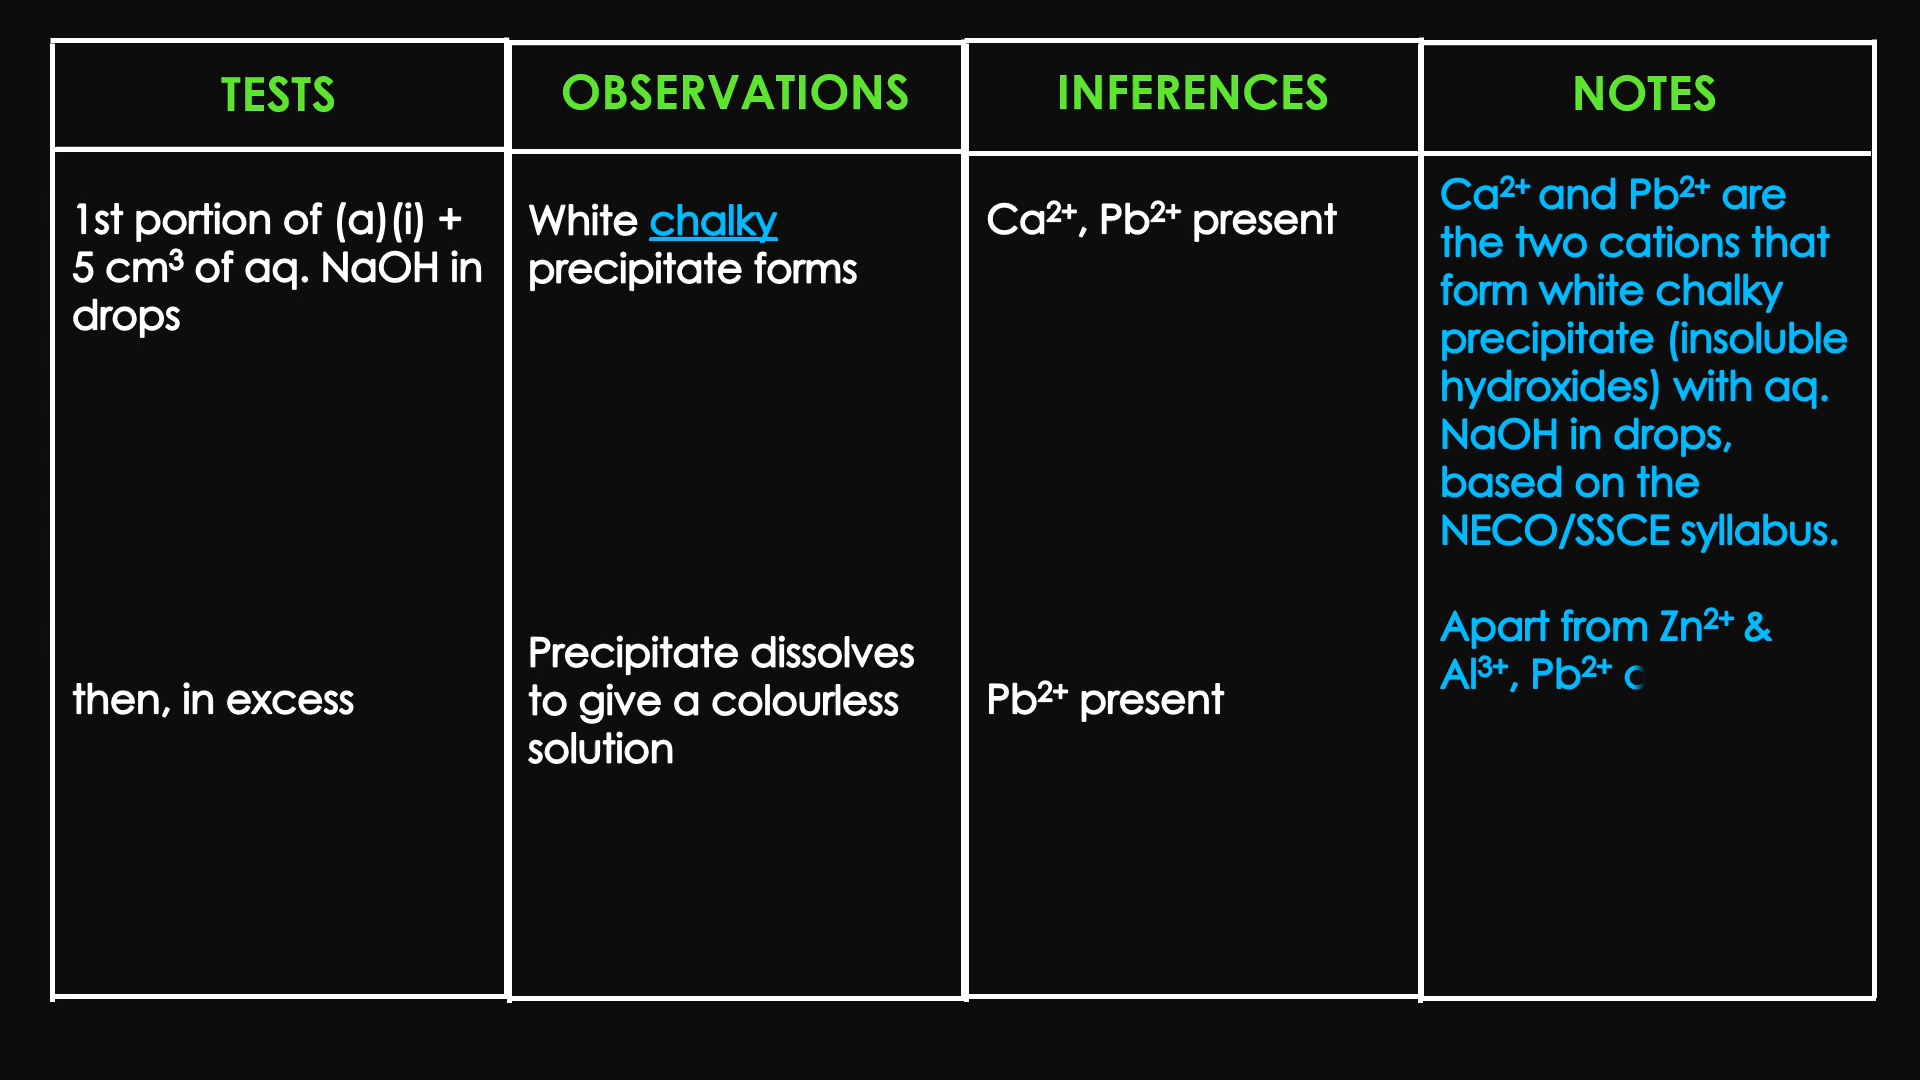 TESTS
OBSERVATIONS
INFERENCES
NOTES
1st portion of (a)(i) +
5 cm³ of aq. NaOH in
drops
then, in excess
White chalky
precipitate forms
Precipitate dissolves
to give a colourless
solution
Ca²⁺, Pb²⁺ present
Pb²⁺ present
Ca²⁺ and Pb²⁺ are
the two cations that
form white chalky
precipitate (insoluble
hydroxides) with aq.
NaOH in drops,
based on the
NECO/SSCE syllabus.
Apart from Zn²⁺ &
Al³⁺, Pb²⁺